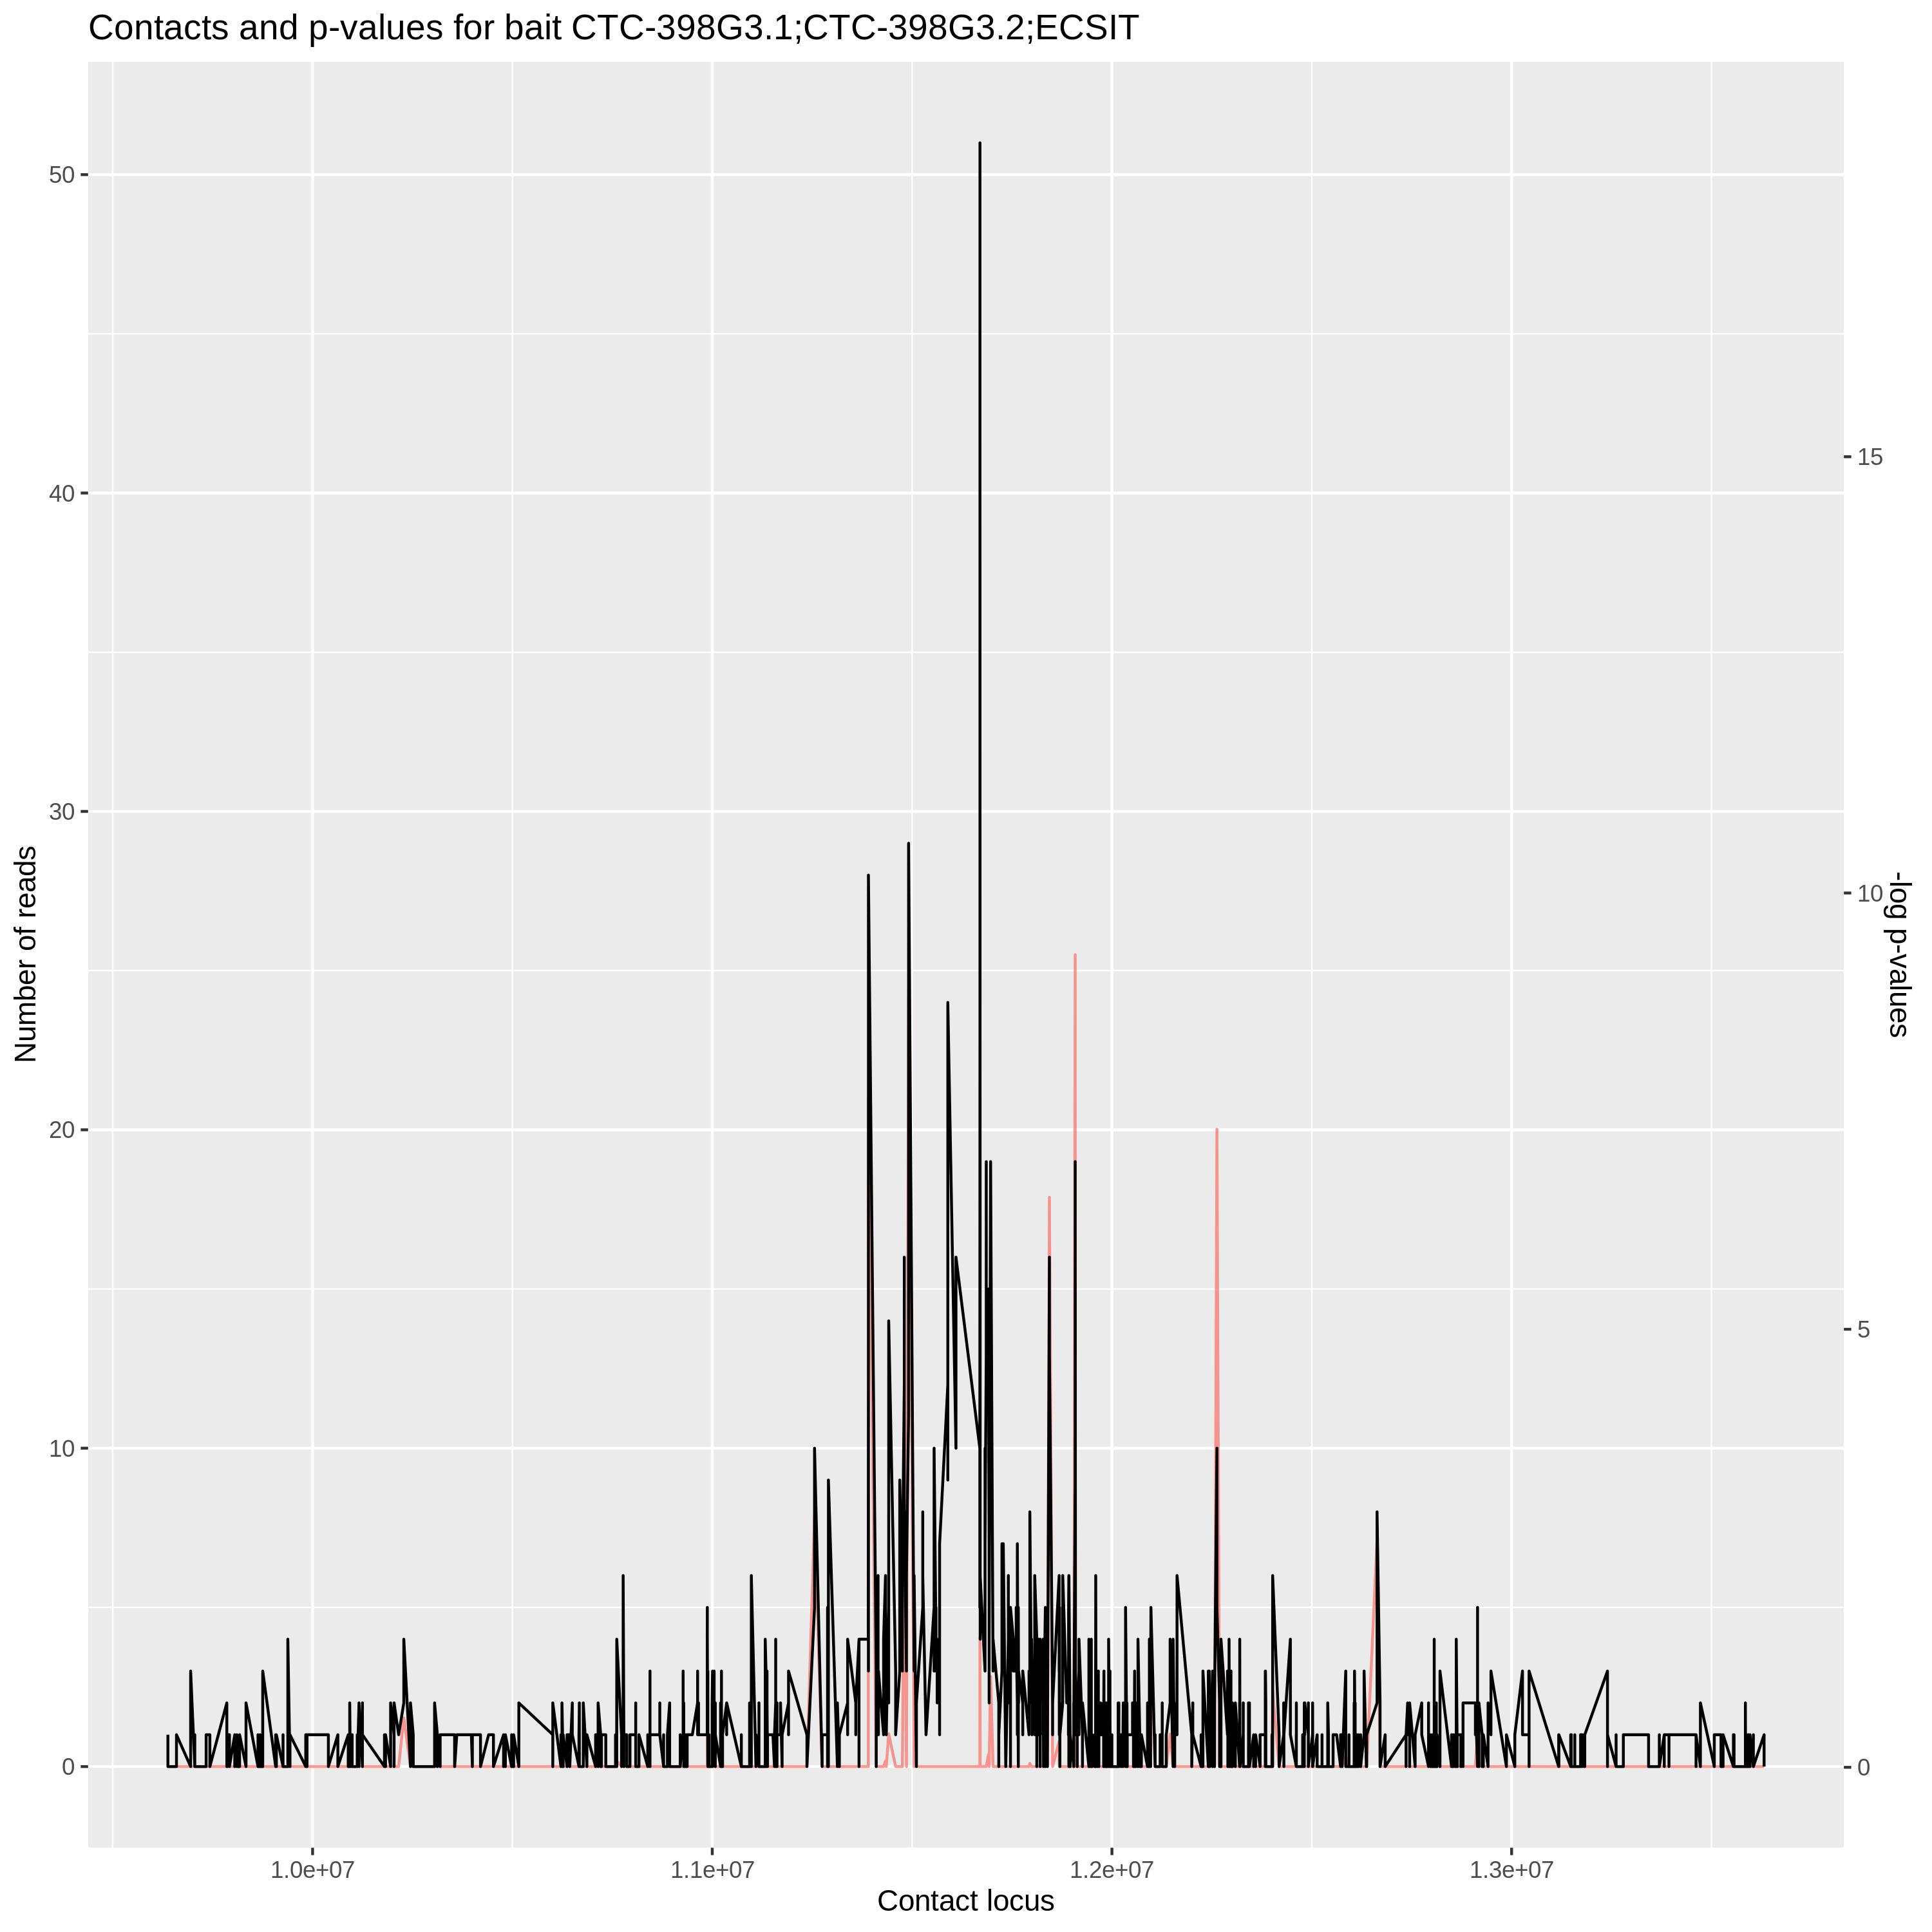 Contacts and p-values for bait CTC-398G3.1;CTC-398G3.2;ECSIT
50
40
30
20
10
0
Number of reads
15
10
5
0
-log p-values
1.0e+07
1.1e+07
1.2e+07
1.3e+07
Contact locus